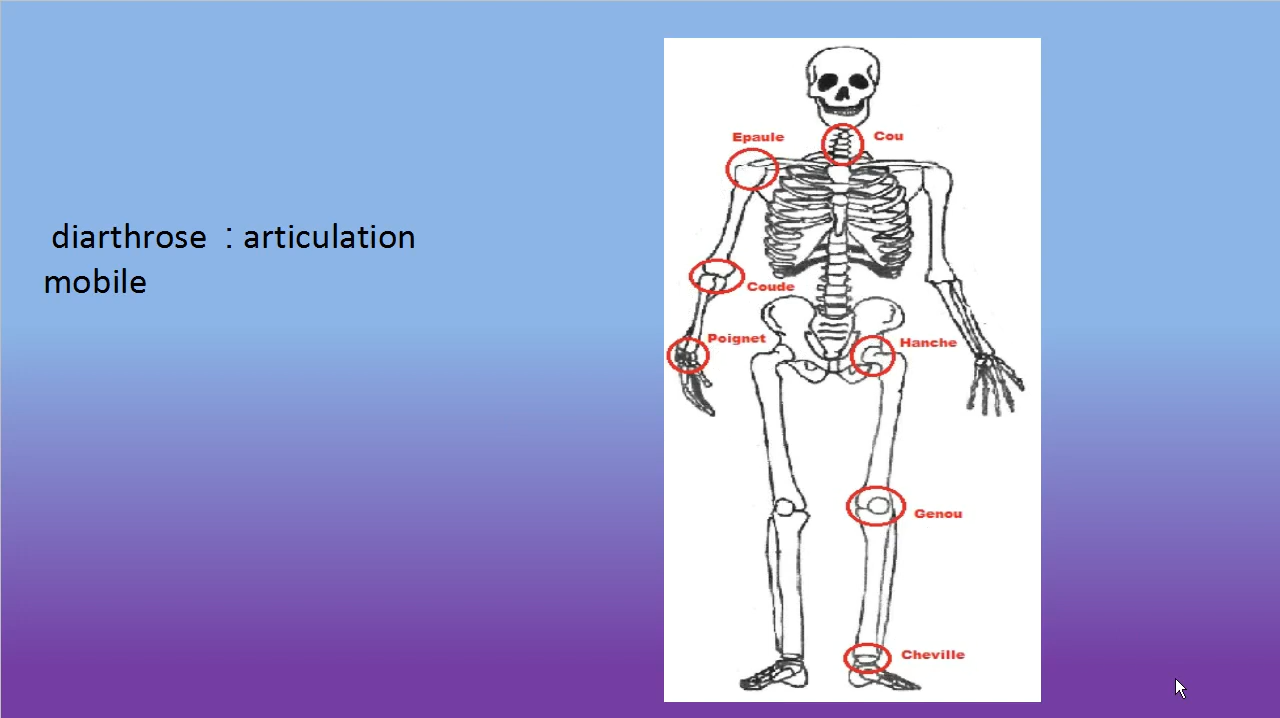 diarthrose : articulation
mobile
Epaule
Cou
Coude
Poignet
Hanche
Genou
Cheville